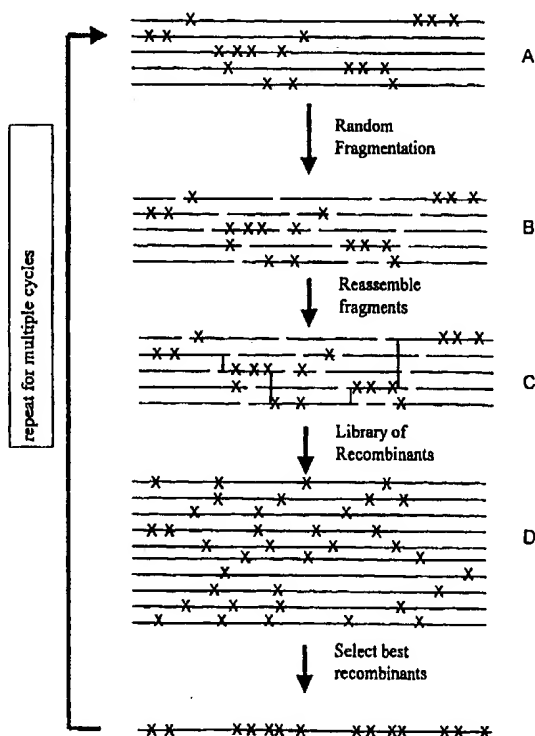 A
Random
Fragmentation
B
Reassemble
fragments
C
Library of
Recombinants
D
Select best
recombinants
repeat for multiple cycles